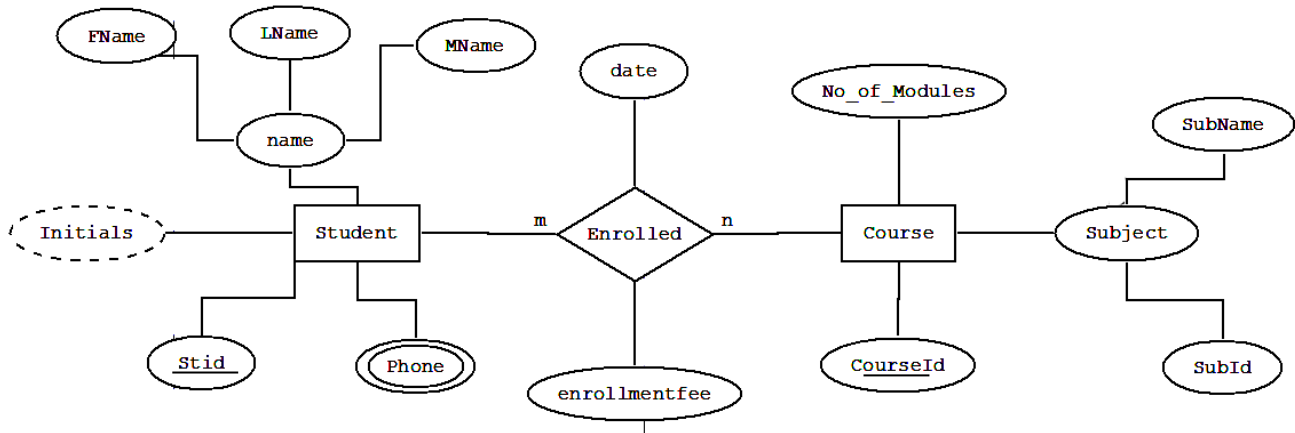 FName
LName
MName
date
No_of_Modules
SubName
name
Initials
Student
m
Enrolled
n
Course
Subject
Stid
Phone
enrollmentfee
CourseId
SubId